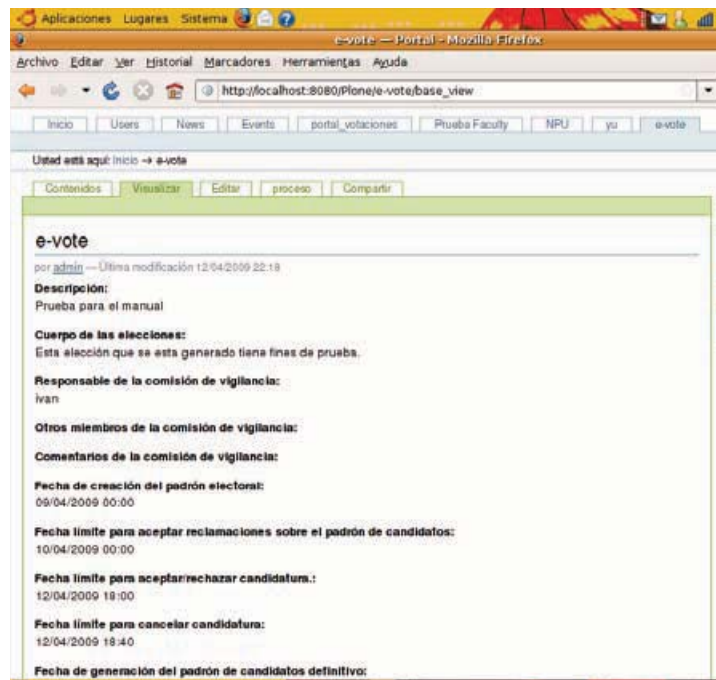 Aplicaciones Lugares Sistema
e-vote — Portal - Mozilla Firefox
Archivo Editar Ver Historial Marcadores Herramientas Ayuda
http://localhost:8080/Plone/e-vote/base_view
Inicio Users News Events portal_votaciones Prueba Faculty NPU yu e-vote
Usted está aquí: Inicio → e-vote
Contenidos Visualizar Editar proceso Compartir
e-vote
por admin — Última modificación 12/04/2009 22:18
Descripción:
Prueba para el manual
Cuerpo de las elecciones:
Esta elección que se esta generado tiene fines de prueba.
Responsable de la comisión de vigilancia:
ivan
Otros miembros de la comisión de vigilancia:
Comentarios de la comisión de vigilancia:
Fecha de creación del padrón electoral:
09/04/2009 00:00
Fecha límite para aceptar reclamaciones sobre el padrón de candidatos:
10/04/2009 00:00
Fecha límite para aceptar/rechazar candidatura.:
12/04/2009 18:00
Fecha límite para cancelar candidatura:
12/04/2009 18:40
Fecha de generación del padrón de candidatos definitivo: